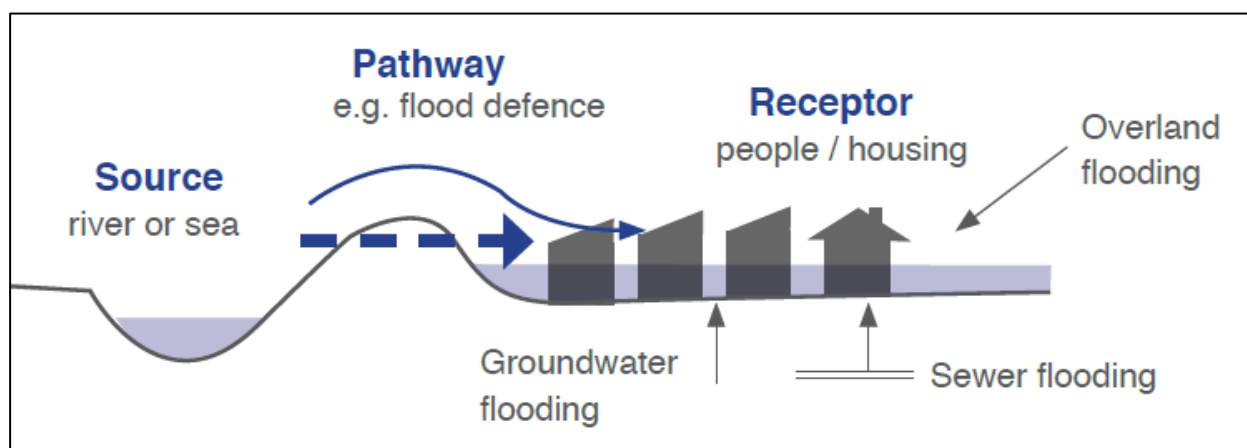 Pathway
e.g. flood defence
Receptor
people / housing
Overland
flooding
Source
river or sea
Groundwater
flooding
Sewer flooding